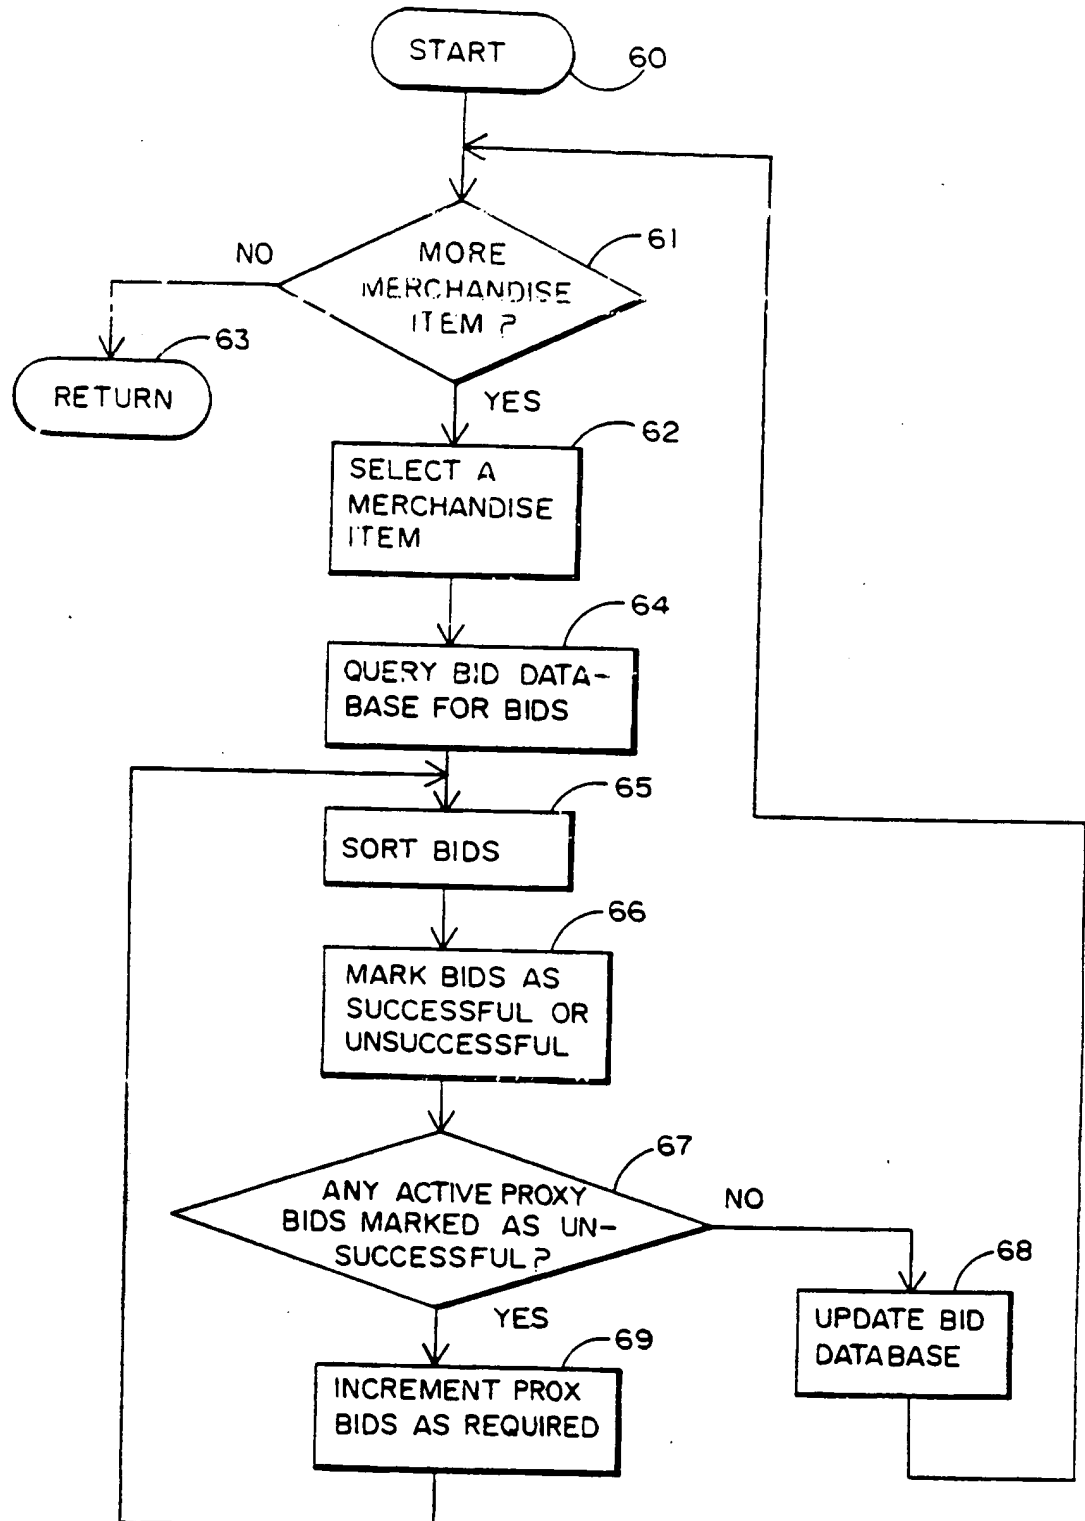 START
60
61
NO
MORE
MERCHANDISE
ITEM ?
63
RETURN
YES
62
SELECT A
MERCHANDISE
ITEM
64
QUERY BID DATA-
BASE FOR BIDS
65
SORT BIDS
66
MARK BIDS AS
SUCCESSFUL OR
UNSUCCESSFUL
67
ANY ACTIVE PROXY
BIDS MARKED AS UN-
SUCCESSFUL?
NO
68
UPDATE BID
DATABASE
YES
69
INCREMENT PROX
BIDS AS REQUIRED